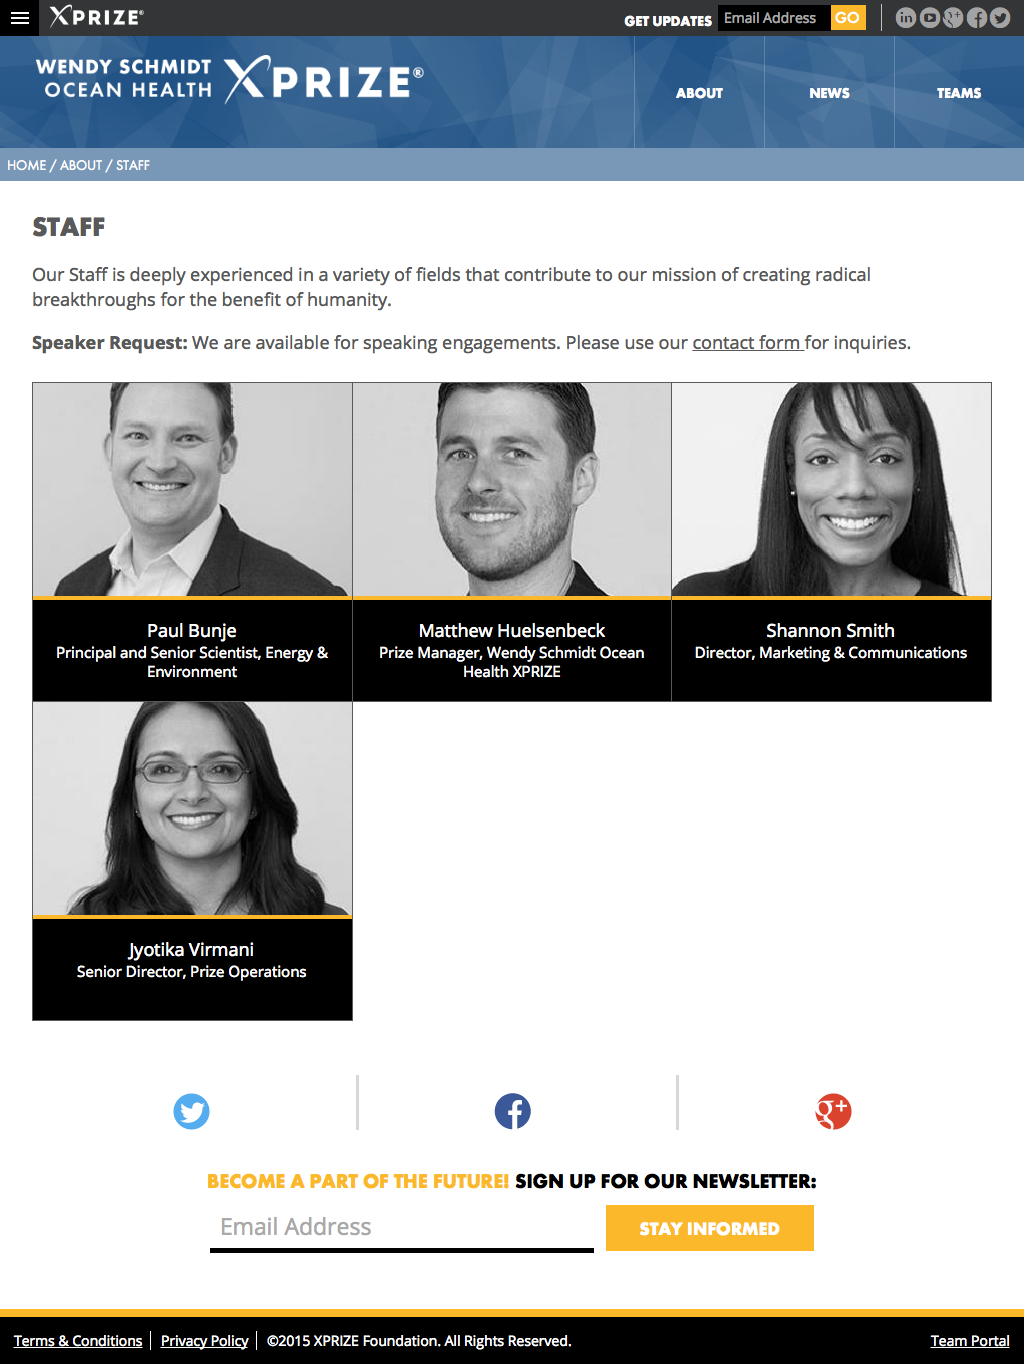 XPRIZE®
GET UPDATES
Email Address
GO
WENDY SCHMIDT
OCEAN HEALTH
XPRIZE®
ABOUT
NEWS
TEAMS
HOME / ABOUT / STAFF
STAFF
Our Staff is deeply experienced in a variety of fields that contribute to our mission of creating radical
breakthroughs for the benefit of humanity.
Speaker Request: We are available for speaking engagements. Please use our contact form for inquiries.
Paul Bunje
Principal and Senior Scientist, Energy &
Environment
Matthew Huelsenbeck
Prize Manager, Wendy Schmidt Ocean
Health XPRIZE
Shannon Smith
Director, Marketing & Communications
Jyotika Virmani
Senior Director, Prize Operations
BECOME A PART OF THE FUTURE! SIGN UP FOR OUR NEWSLETTER:
Email Address
STAY INFORMED
Terms & Conditions
Privacy Policy
©2015 XPRIZE Foundation. All Rights Reserved.
Team Portal